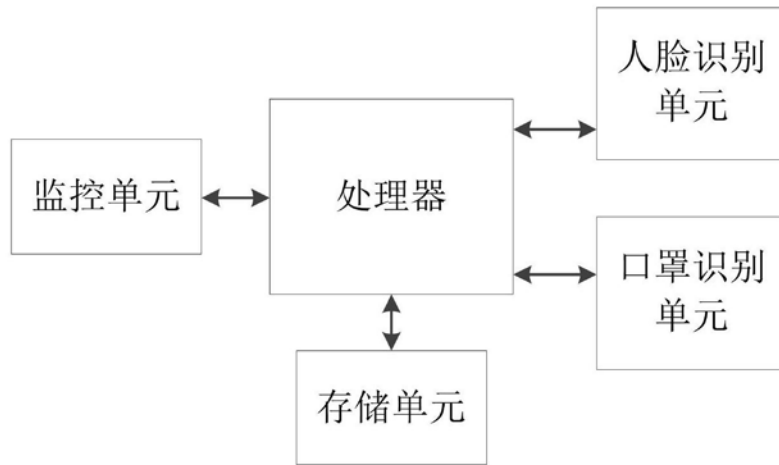 人脸识别
单元
监控单元
处理器
口罩识别
单元
存储单元